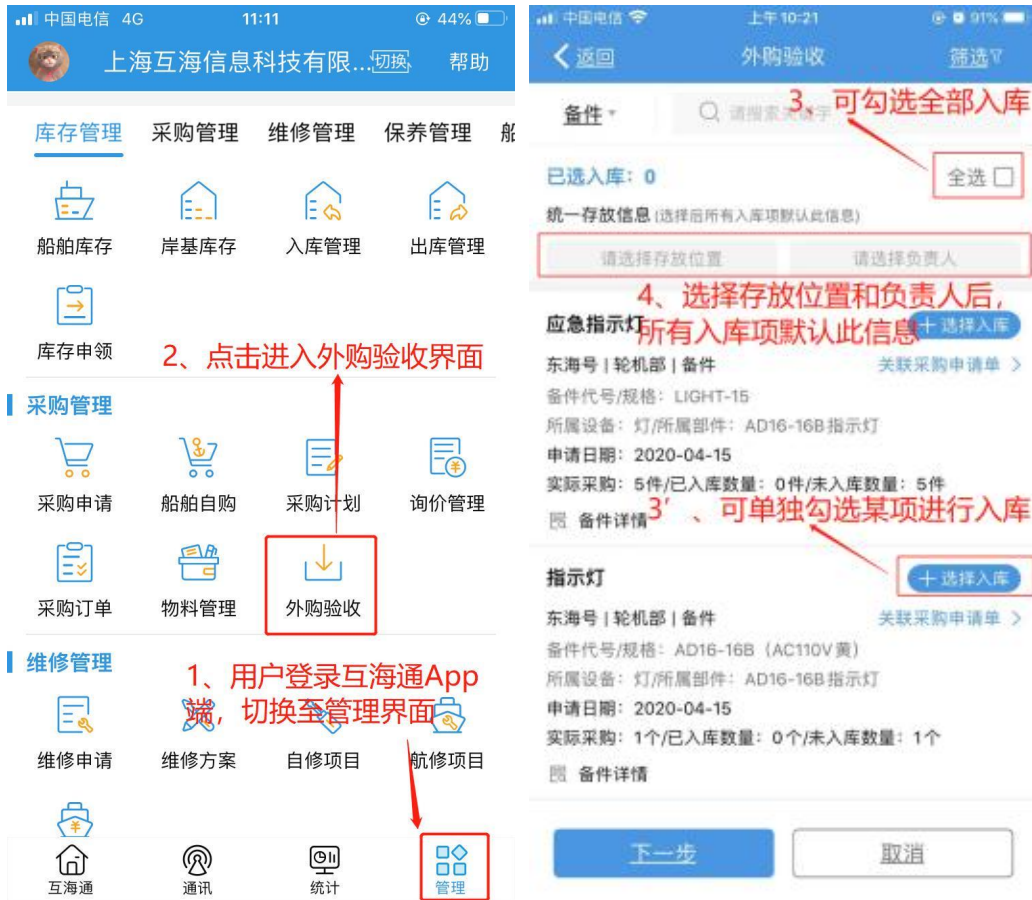 中国电信 4G 11:11 44%
上海互海信息科技有限... 切换 帮助
库存管理 采购管理 维修管理 保养管理 船
船舶库存 岸基库存 入库管理 出库管理
库存申领
2、点击进入外购验收界面
采购管理
采购申请 船舶自购 采购计划 询价管理
采购订单 物料管理 外购验收
维修管理
1、用户登录互海通App
端，切换至管理界面
维修申请 维修方案 自修项目 航修项目
互海通 通讯 统计 管理
中国电信 上午10:21 91%
返回 外购验收 筛选
备件 请搜索关键字
3、可勾选全部入库
已选入库：0 全选
统一存放信息 (选择后所有入库项默认此信息)
请选择存放位置 请选择负责人
4、选择存放位置和负责人后，
所有入库项默认此信息
应急指示灯 + 选择入库
东海号 | 轮机部 | 备件 关联采购申请单 >
备件代号/规格：LIGHT-15
所属设备：灯/所属部件：AD16-16B指示灯
申请日期：2020-04-15
实际采购：5件/已入库数量：0件/未入库数量：5件
备件详情
3′、可单独勾选某项进行入库
指示灯 + 选择入库
东海号 | 轮机部 | 备件 关联采购申请单 >
备件代号/规格：AD16-16B（AC110V黄）
所属设备：灯/所属部件：AD16-16B指示灯
申请日期：2020-04-15
实际采购：1个/已入库数量：0个/未入库数量：1个
备件详情
下一步 取消